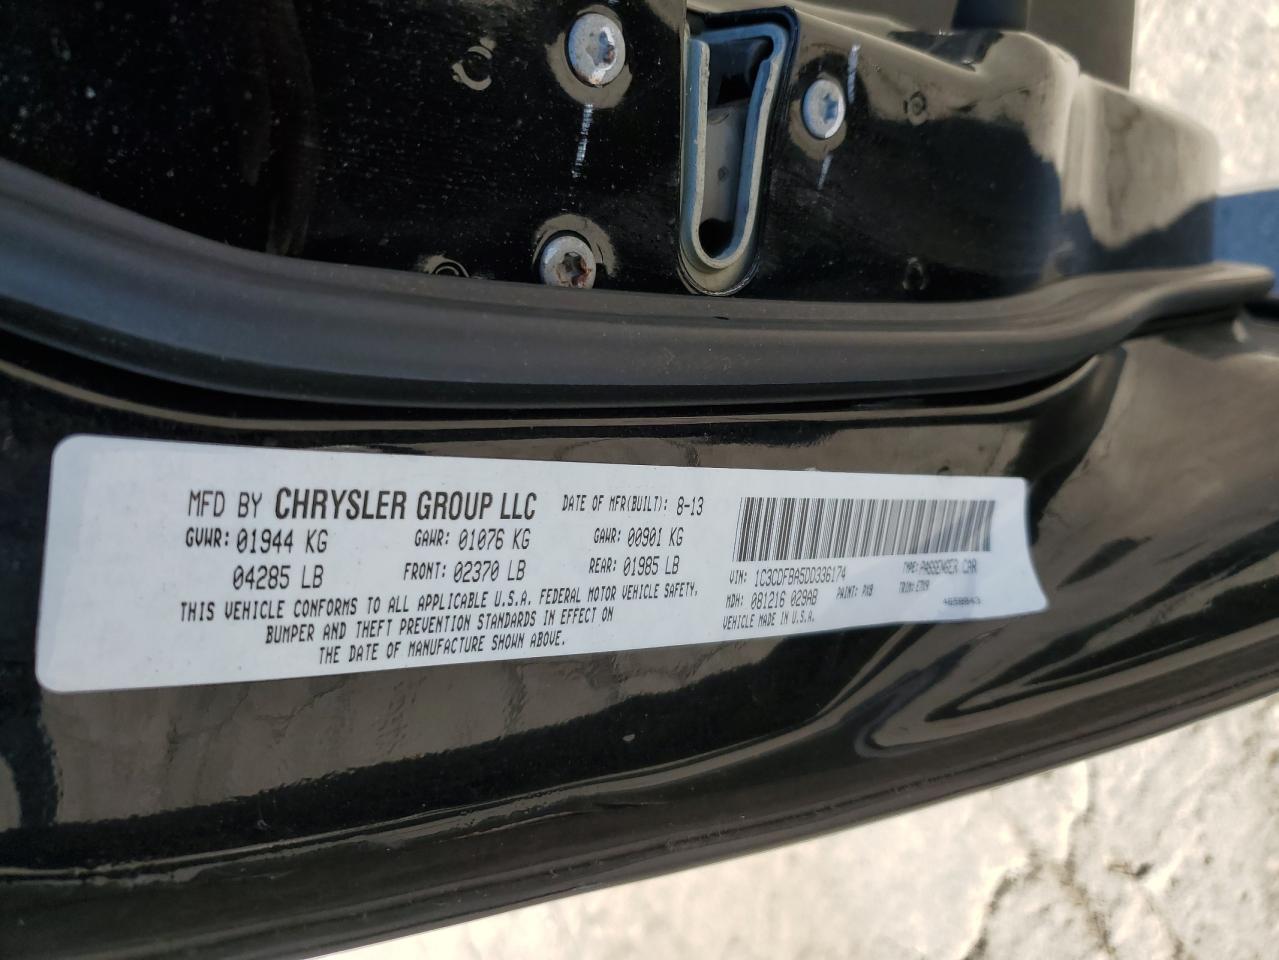 MFD BY CHRYSLER GROUP LLC DATE OF MFR(BUILT): 8-13
GVWR: 01944 KG GAWR: 01076 KG GAWR: 00901 KG
04285 LB FRONT: 02370 LB REAR: 01985 LB
THIS VEHICLE CONFORMS TO ALL APPLICABLE U.S.A. FEDERAL MOTOR VEHICLE SAFETY,
BUMPER AND THEFT PREVENTION STANDARDS IN EFFECT ON
THE DATE OF MANUFACTURE SHOWN ABOVE.
VIN: 1C3CDFBA5DD336174 TYPE: PASSENGER CAR
MDH: 081216 029AB PAINT: PX8 TRIM:
VEHICLE MADE IN U.S.A.